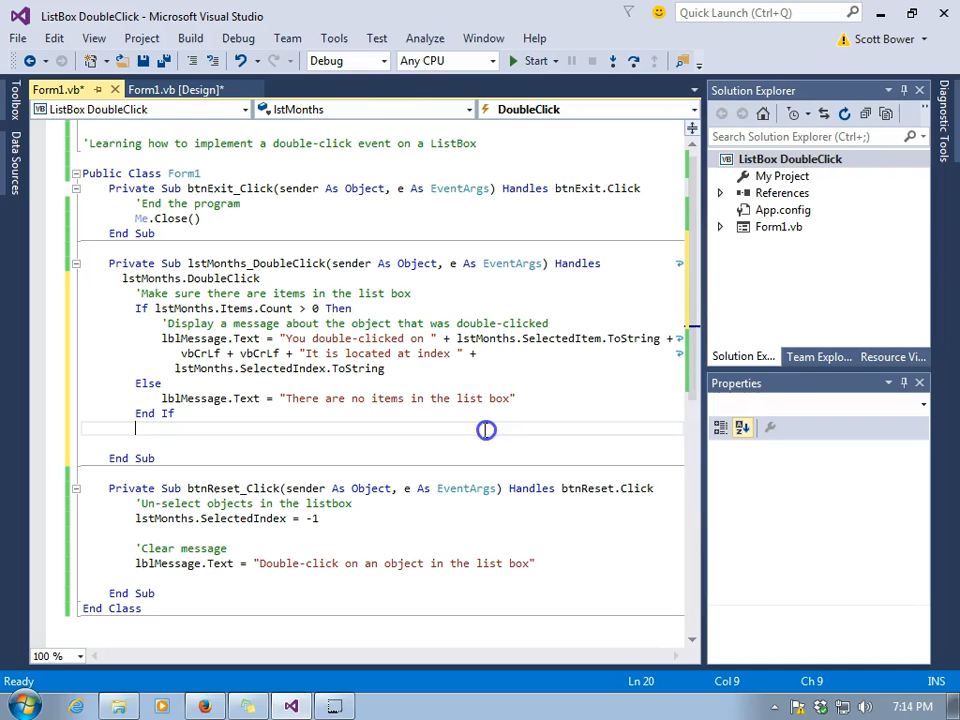 ListBox DoubleClick - Microsoft Visual Studio
Quick Launch (Ctrl+Q)
File Edit View Project Build Debug Team Tools Test Analyze Window Help
Scott Bower
Debug Any CPU Start
Form1.vb* Form1.vb [Design]*
ListBox DoubleClick lstMonths DoubleClick
Toolbox
Data Sources
'Learning how to implement a double-click event on a ListBox
Public Class Form1
Private Sub btnExit_Click(sender As Object, e As EventArgs) Handles btnExit.Click
'End the program
Me.Close()
End Sub
Private Sub lstMonths_DoubleClick(sender As Object, e As EventArgs) Handles
lstMonths.DoubleClick
'Make sure there are items in the list box
If lstMonths.Items.Count > 0 Then
'Display a message about the object that was double-clicked
lblMessage.Text = "You double-clicked on " + lstMonths.SelectedItem.ToString +
vbCrLf + vbCrLf + "It is located at index " +
lstMonths.SelectedIndex.ToString
Else
lblMessage.Text = "There are no items in the list box"
End If
End Sub
Private Sub btnReset_Click(sender As Object, e As EventArgs) Handles btnReset.Click
'Un-select objects in the listbox
lstMonths.SelectedIndex = -1
'Clear message
lblMessage.Text = "Double-click on an object in the list box"
End Sub
End Class
100 %
Solution Explorer
Search Solution Explorer (Ctrl+;)
VB ListBox DoubleClick
My Project
References
App.config
Form1.vb
Solution Ex... Team Explo... Resource Vi...
Properties
Diagnostic Tools
Ready Ln 20 Col 9 Ch 9 INS
7:14 PM